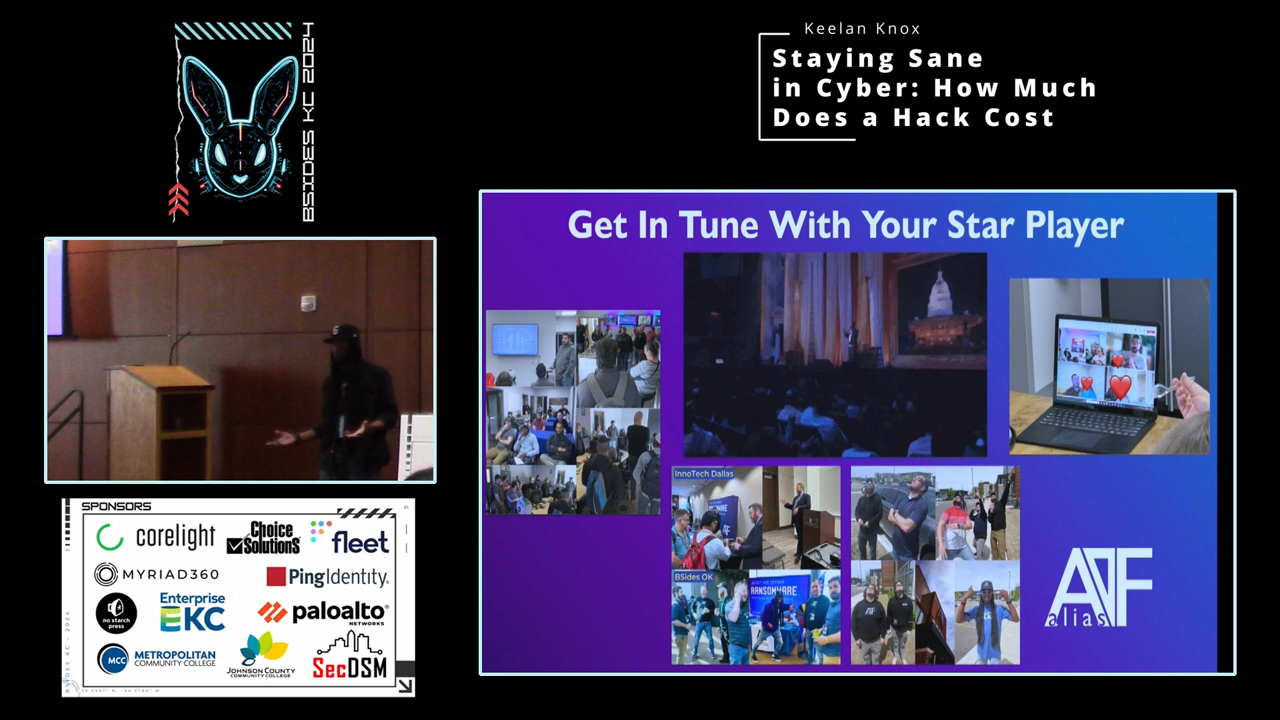 BSIDES KC 2024
Keelan Knox
Staying Sane
in Cyber: How Much
Does a Hack Cost
Get In Tune With Your Star Player
InnoTech Dallas
BSides OK
RANSOMWARE
alias
SPONSORS
corelight
Choice
Solutions
fleet
MYRIAD360
PingIdentity
no starch
press
Enterprise
KC
paloalto
NETWORKS
MCC
METROPOLITAN
COMMUNITY COLLEGE
JOHNSON COUNTY
COMMUNITY COLLEGE
SecDSM